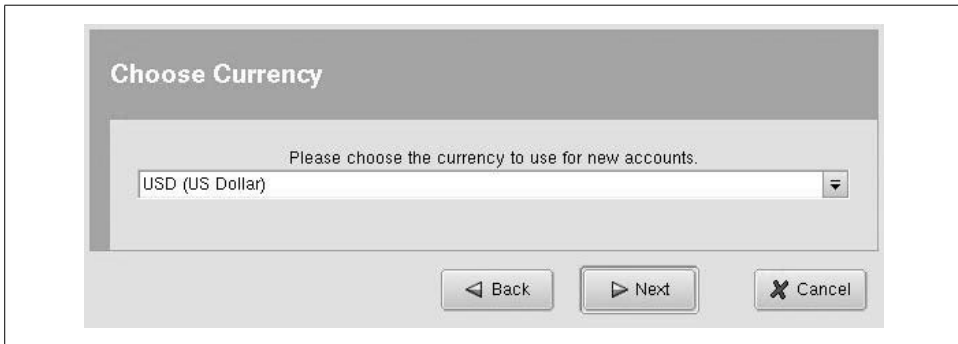 Choose Currency
Please choose the currency to use for new accounts.
USD (US Dollar)
Back
Next
Cancel